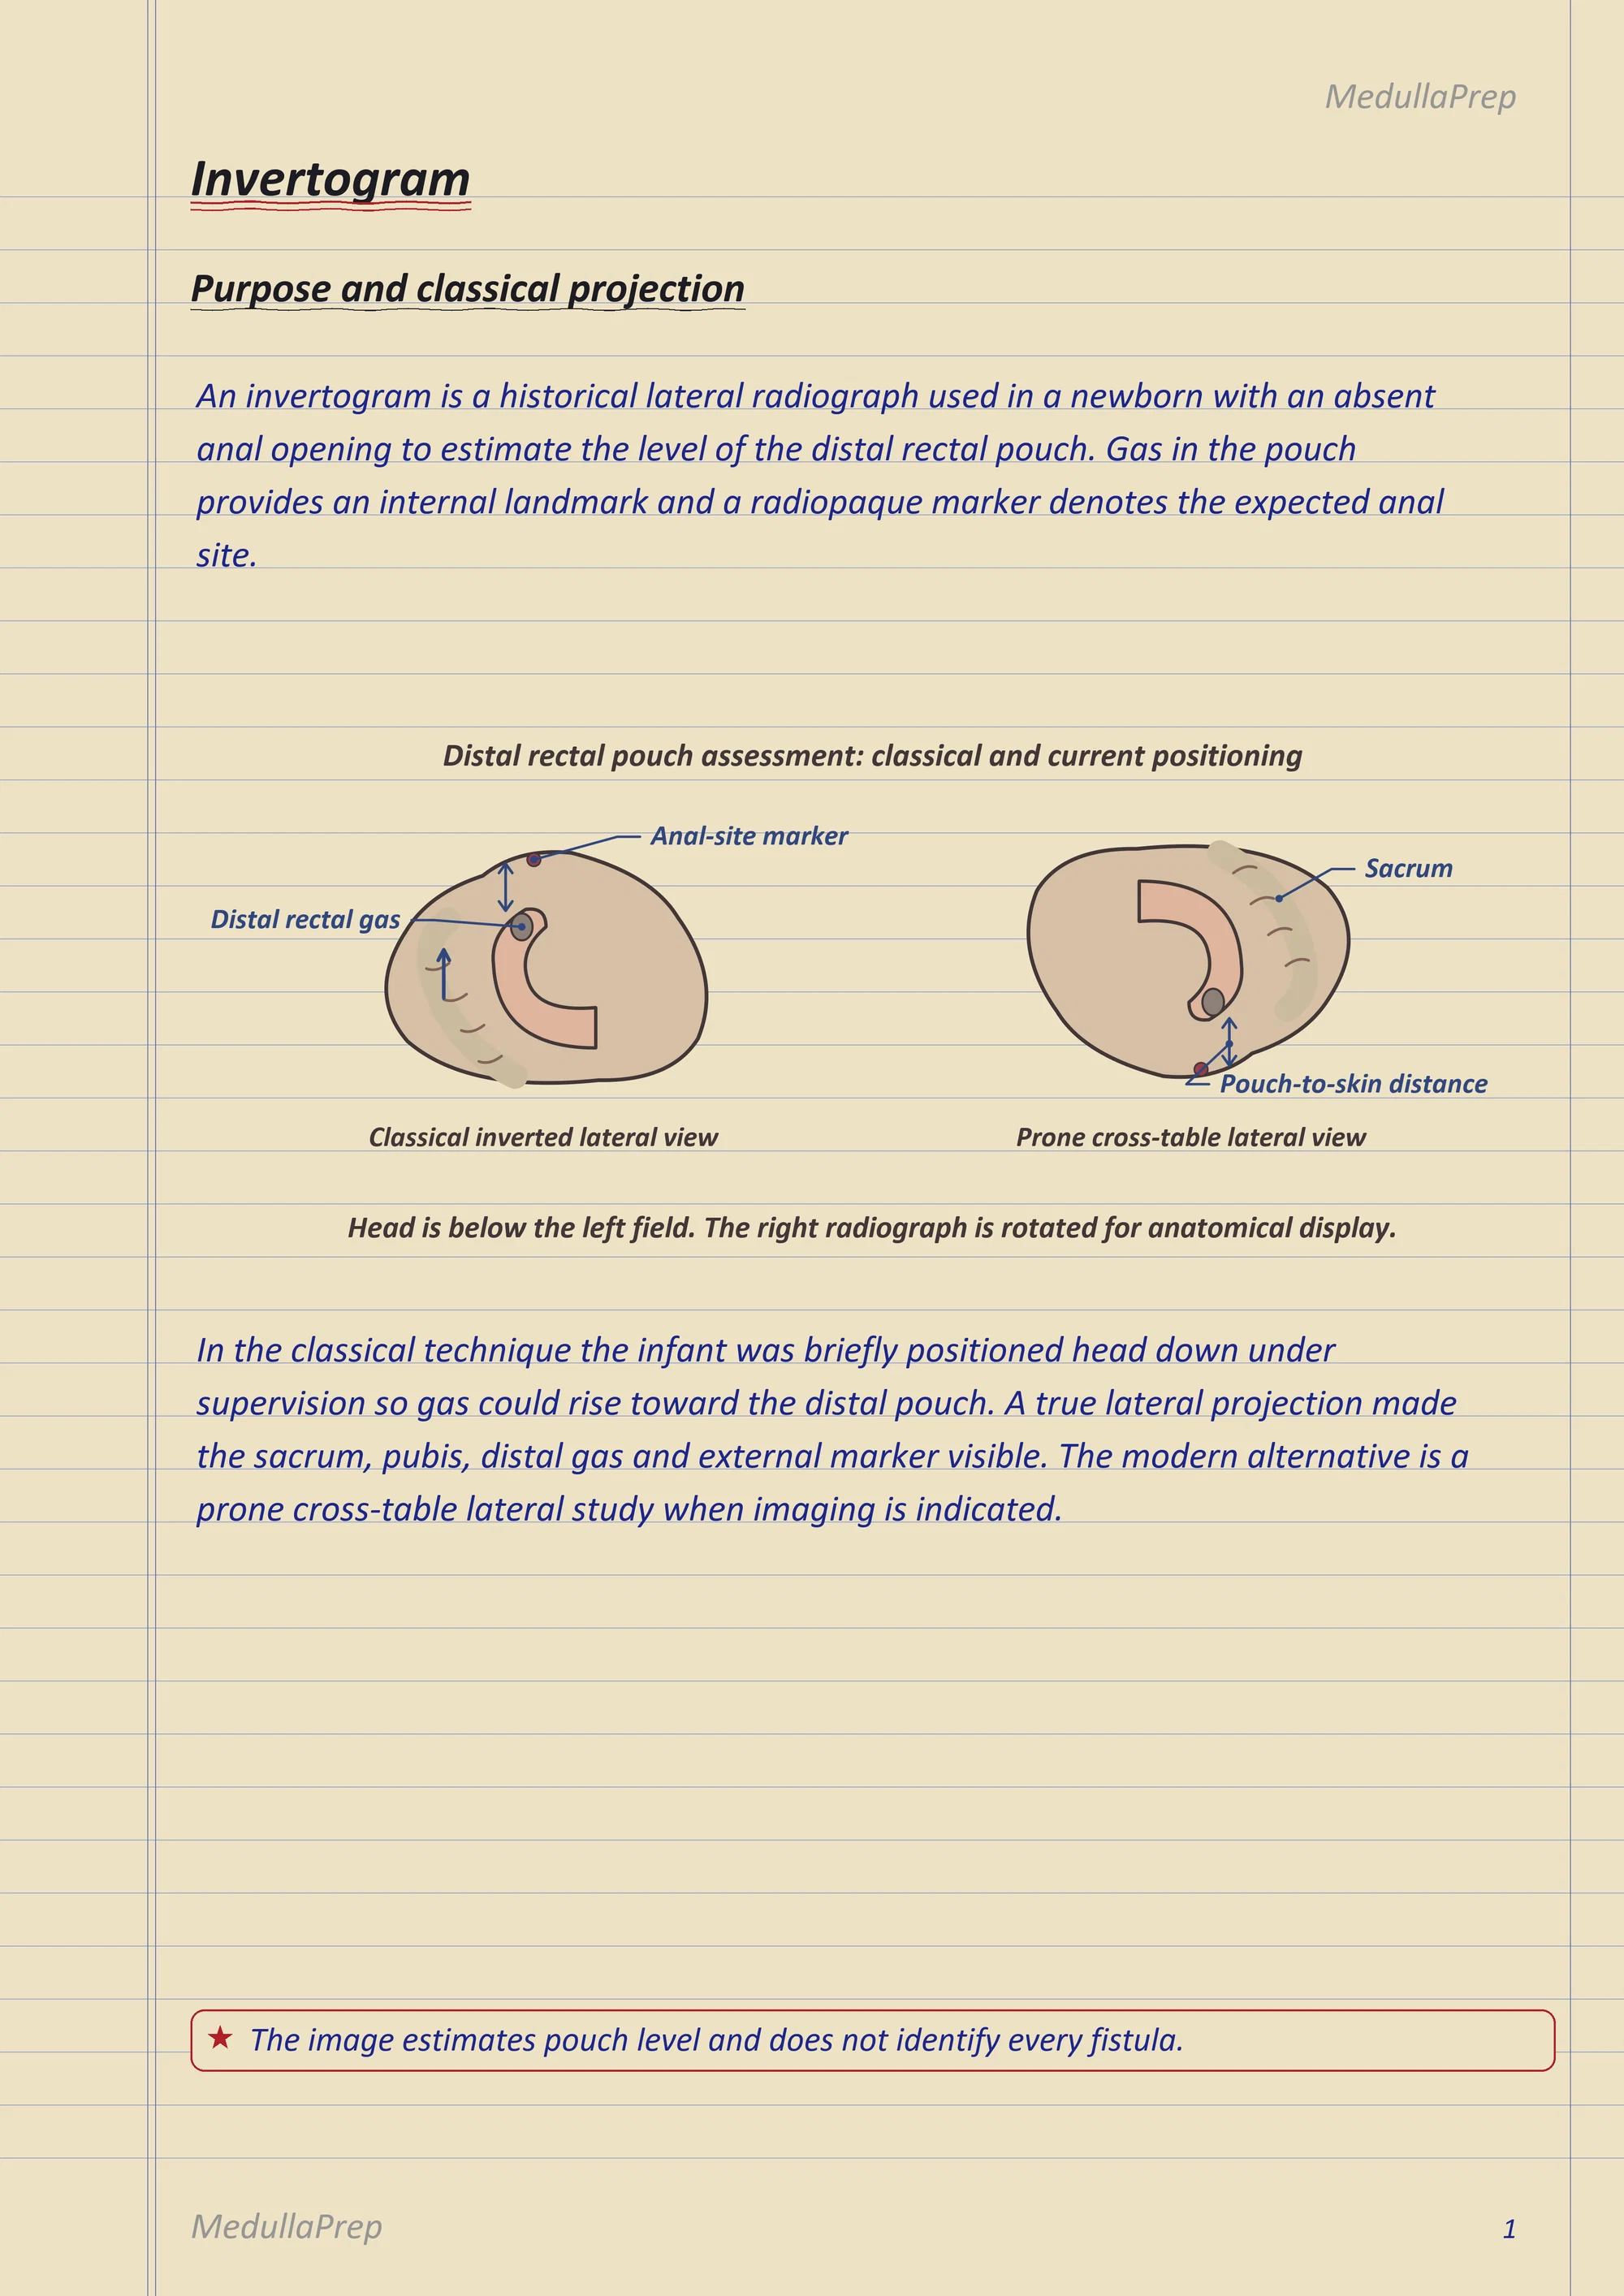 MedullaPrep
Invertogram
Purpose and classical projection
An invertogram is a historical lateral radiograph used in a newborn with an absent
anal opening to estimate the level of the distal rectal pouch. Gas in the pouch
provides an internal landmark and a radiopaque marker denotes the expected anal
site.
Distal rectal pouch assessment: classical and current positioning
Anal-site marker
Sacrum
Distal rectal gas
Pouch-to-skin distance
Classical inverted lateral view
Prone cross-table lateral view
Head is below the left field. The right radiograph is rotated for anatomical display.
In the classical technique the infant was briefly positioned head down under
supervision so gas could rise toward the distal pouch. A true lateral projection made
the sacrum, pubis, distal gas and external marker visible. The modern alternative is a
prone cross-table lateral study when imaging is indicated.
★ The image estimates pouch level and does not identify every fistula.
MedullaPrep
1